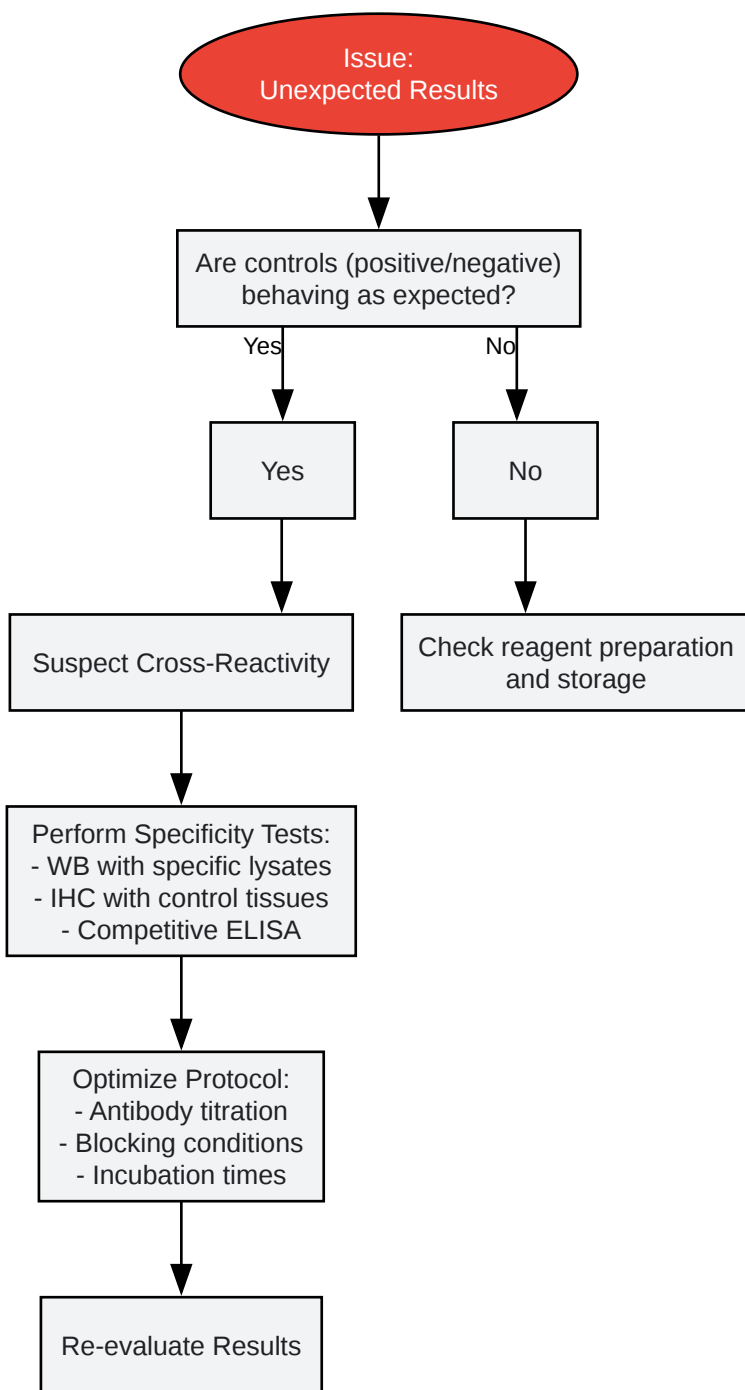 Issue:
Unexpected Results
Are controls (positive/negative)
behaving as expected?
Yes
No
Yes
No
Suspect Cross-Reactivity
Check reagent preparation
and storage
Perform Specificity Tests:
- WB with specific lysates
- IHC with control tissues
- Competitive ELISA
Optimize Protocol:
- Antibody titration
- Blocking conditions
- Incubation times
Re-evaluate Results